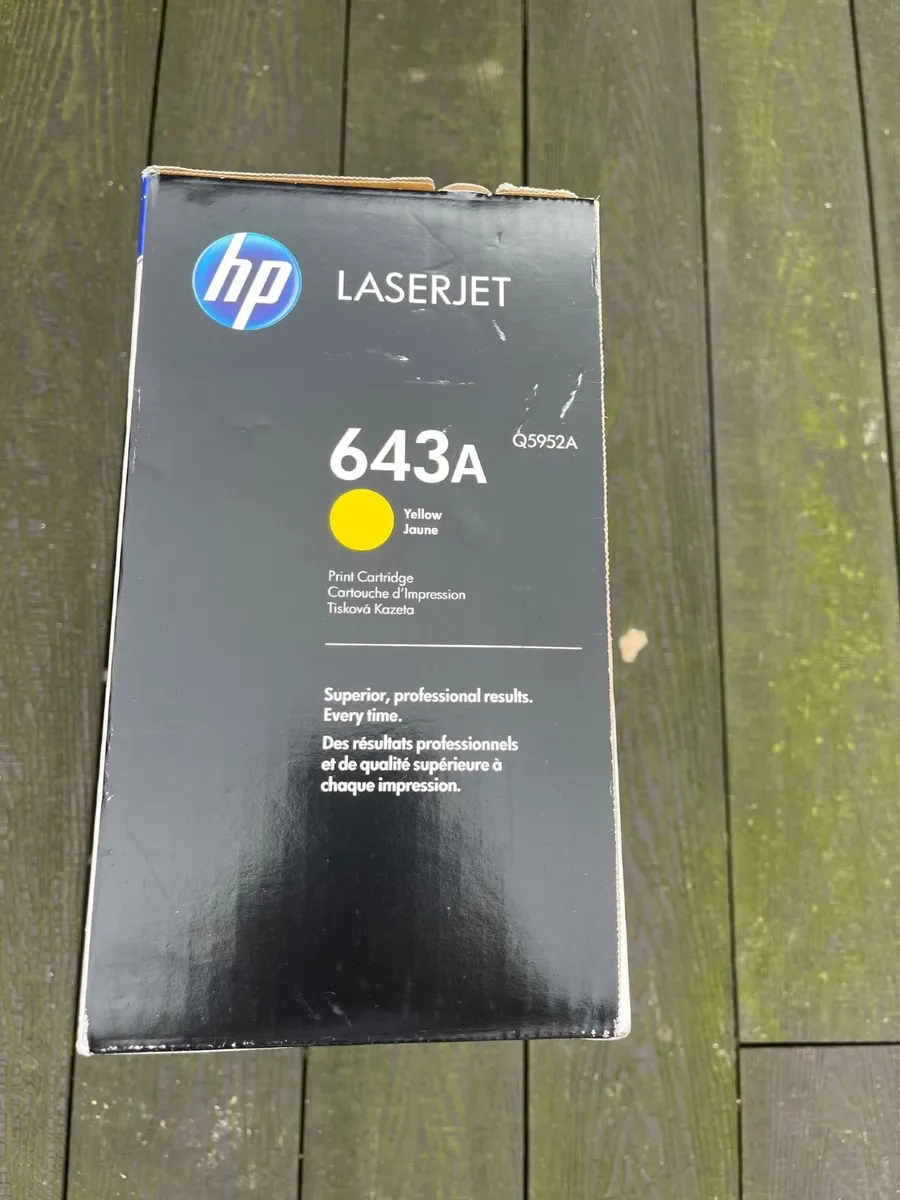 hp
LASERJET
643A
Q5952A
Yellow
Jaune
Print Cartridge
Cartouche d'Impression
Tisková Kazeta
Superior, professional results.
Every time.
Des résultats professionnels
et de qualité supérieure à
chaque impression.